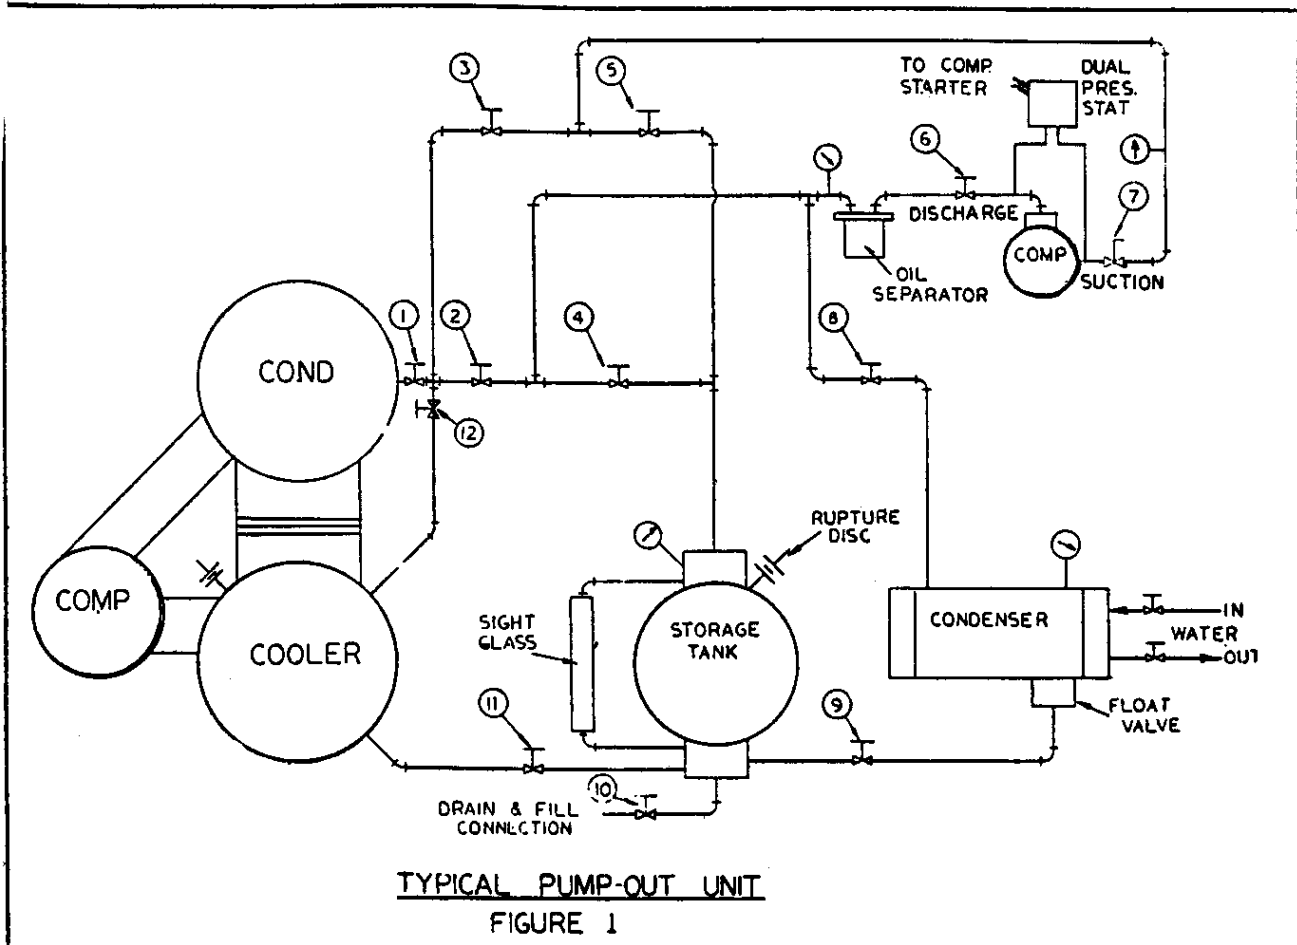 3
5
TO COMP.
STARTER
DUAL
PRES.
STAT
6
7
DISCHARGE
COMP
SUCTION
OIL
SEPARATOR
1
2
4
8
COND
12
RUPTURE
DISC
COMP
COOLER
SIGHT
GLASS
STORAGE
TANK
CONDENSER
IN
WATER
OUT
11
9
FLOAT
VALVE
10
DRAIN & FILL
CONNECTION
TYPICAL PUMP-OUT UNIT
FIGURE 1